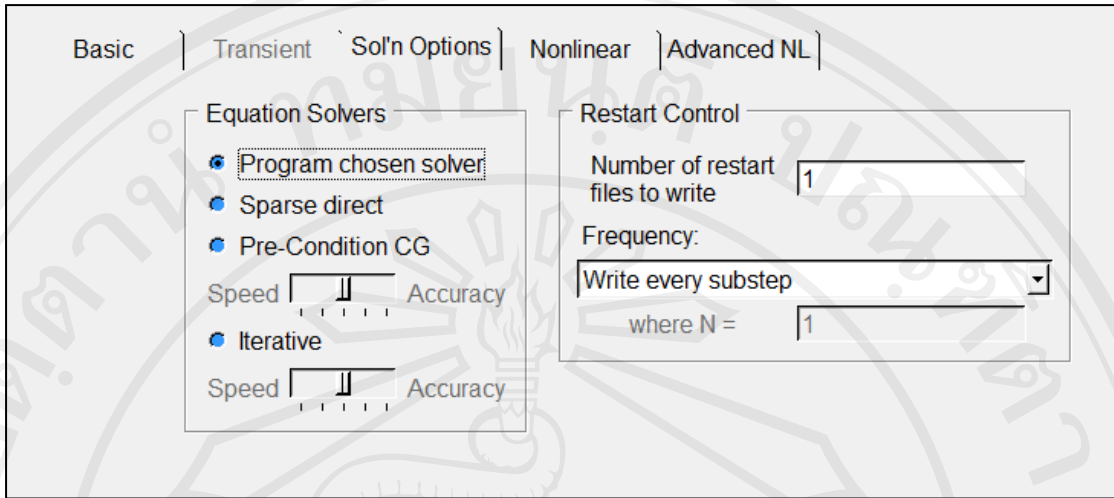 Basic Transient Sol'n Options Nonlinear Advanced NL
Equation Solvers
Program chosen solver
Sparse direct
Pre-Condition CG
Speed Accuracy
Iterative
Speed Accuracy
Restart Control
Number of restart
files to write
1
Frequency:
Write every substep
where N =
1